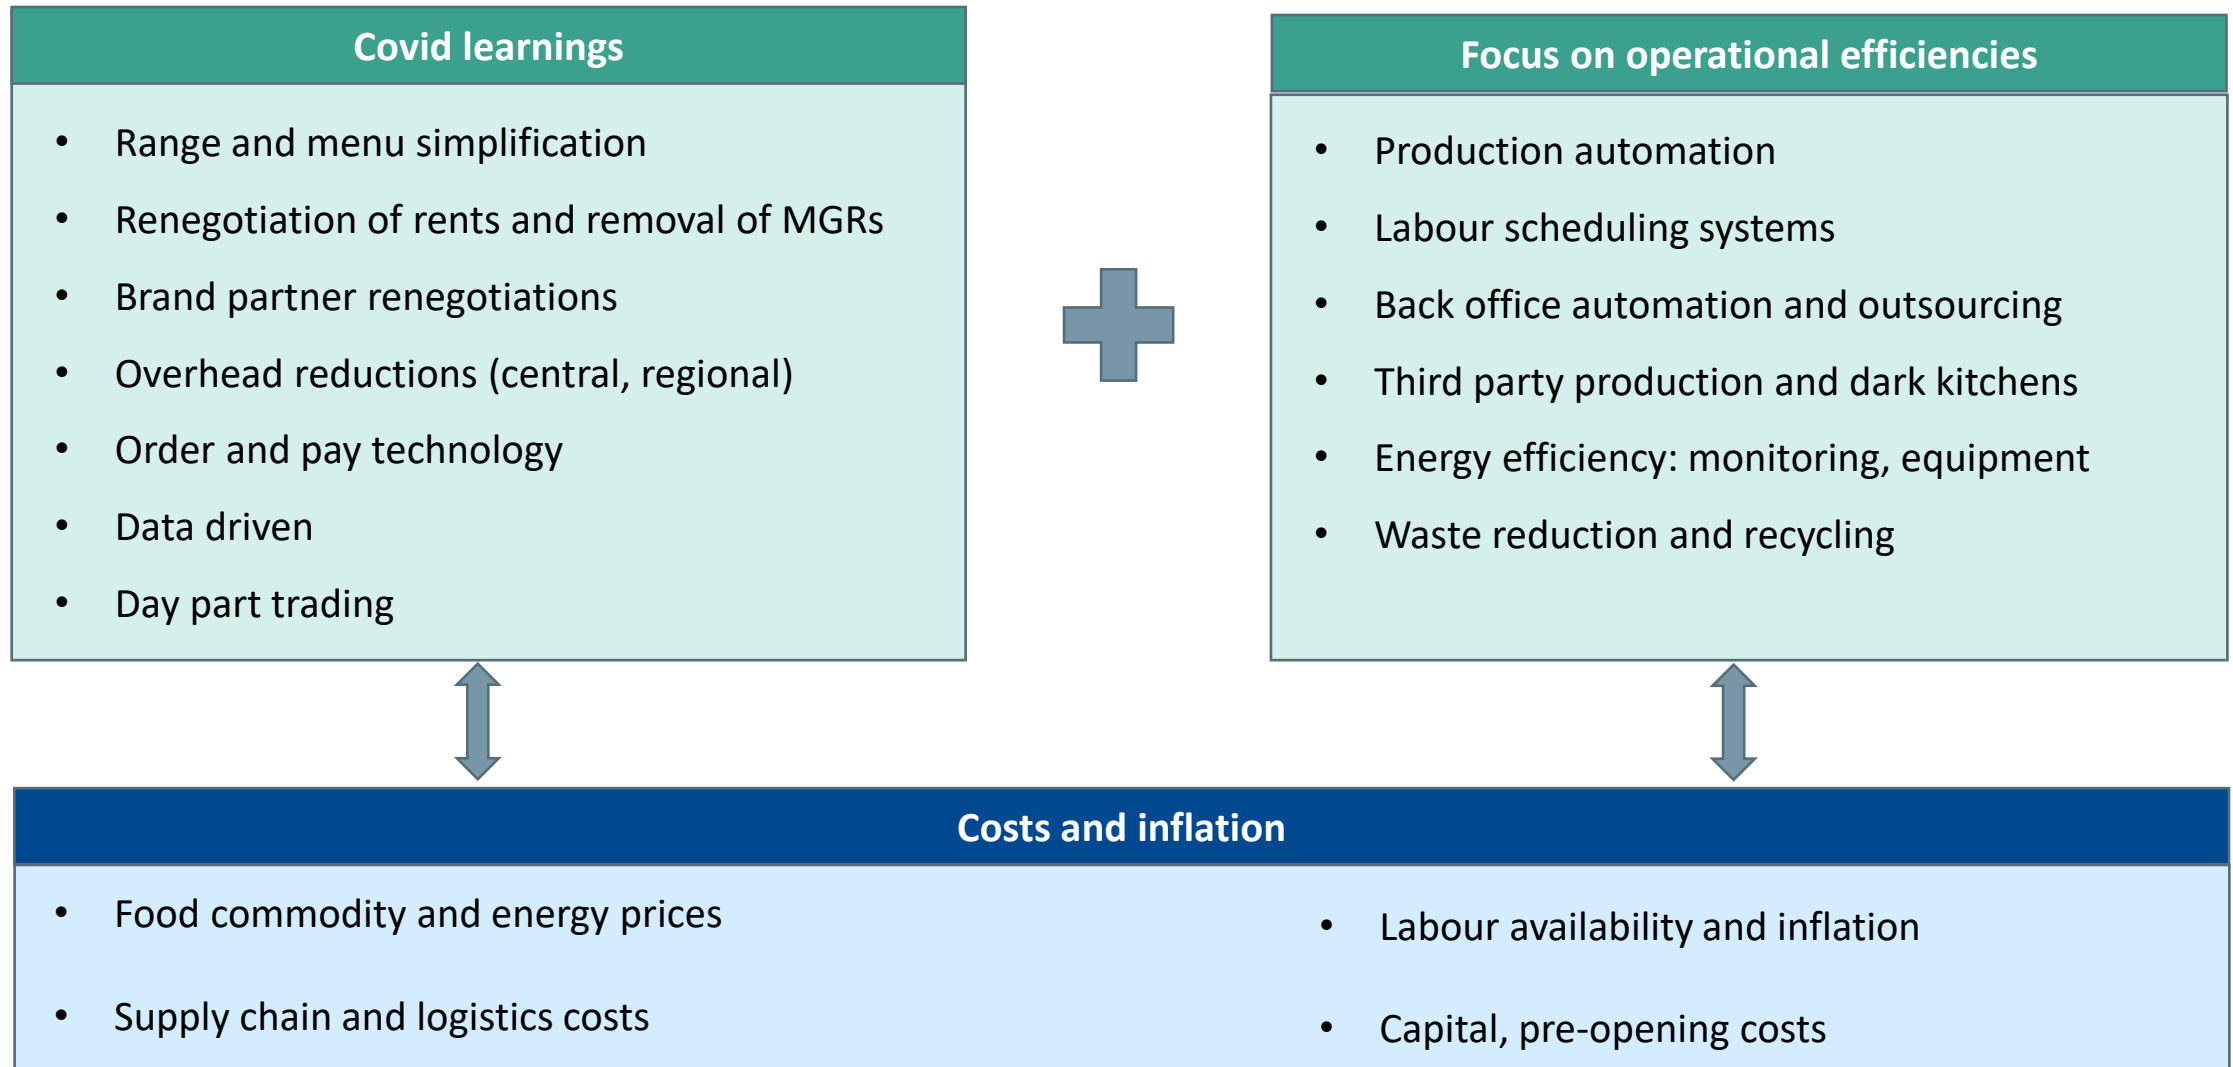 Covid learnings
• Range and menu simplification
• Renegotiation of rents and removal of MGRs
• Brand partner renegotiations
• Overhead reductions (central, regional)
• Order and pay technology
• Data driven
• Day part trading
Focus on operational efficiencies
• Production automation
• Labour scheduling systems
• Back office automation and outsourcing
• Third party production and dark kitchens
• Energy efficiency: monitoring, equipment
• Waste reduction and recycling
Costs and inflation
• Food commodity and energy prices
• Supply chain and logistics costs
• Labour availability and inflation
• Capital, pre-opening costs